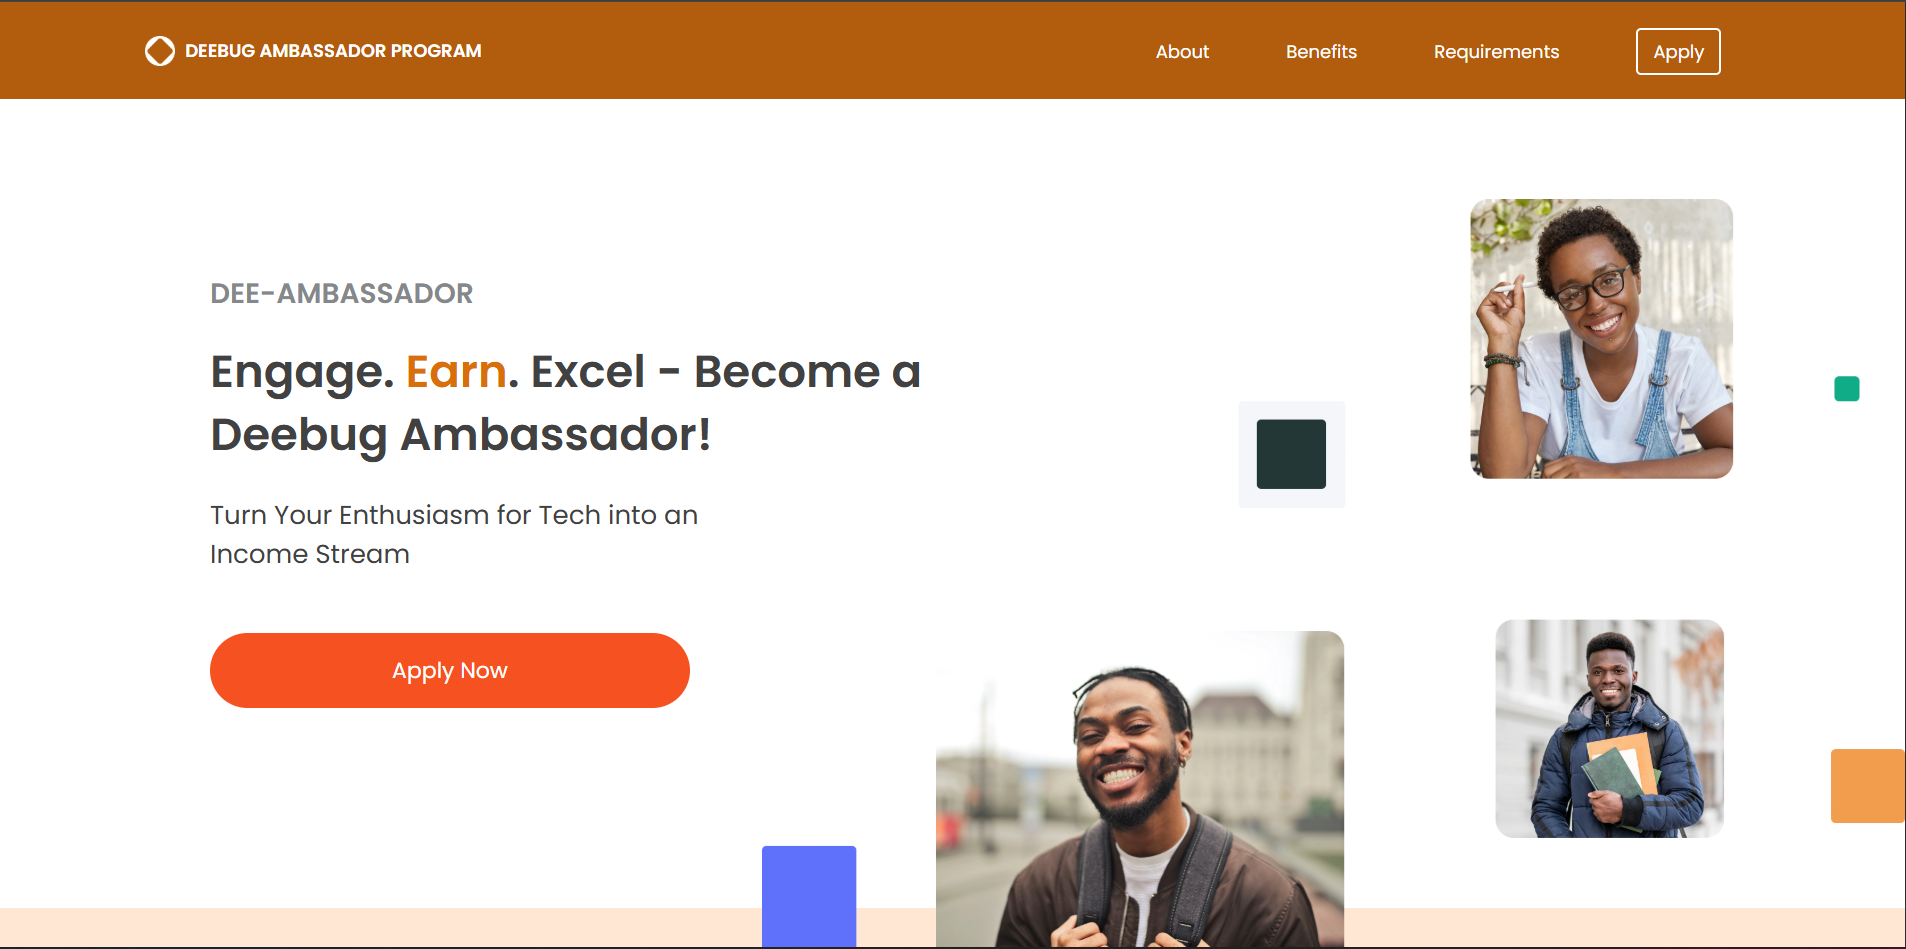 DEEBUG AMBASSADOR PROGRAM
About
Benefits
Requirements
Apply
DEE-AMBASSADOR
Engage. Earn. Excel - Become a
Deebug Ambassador!
Turn Your Enthusiasm for Tech into an
Income Stream
Apply Now